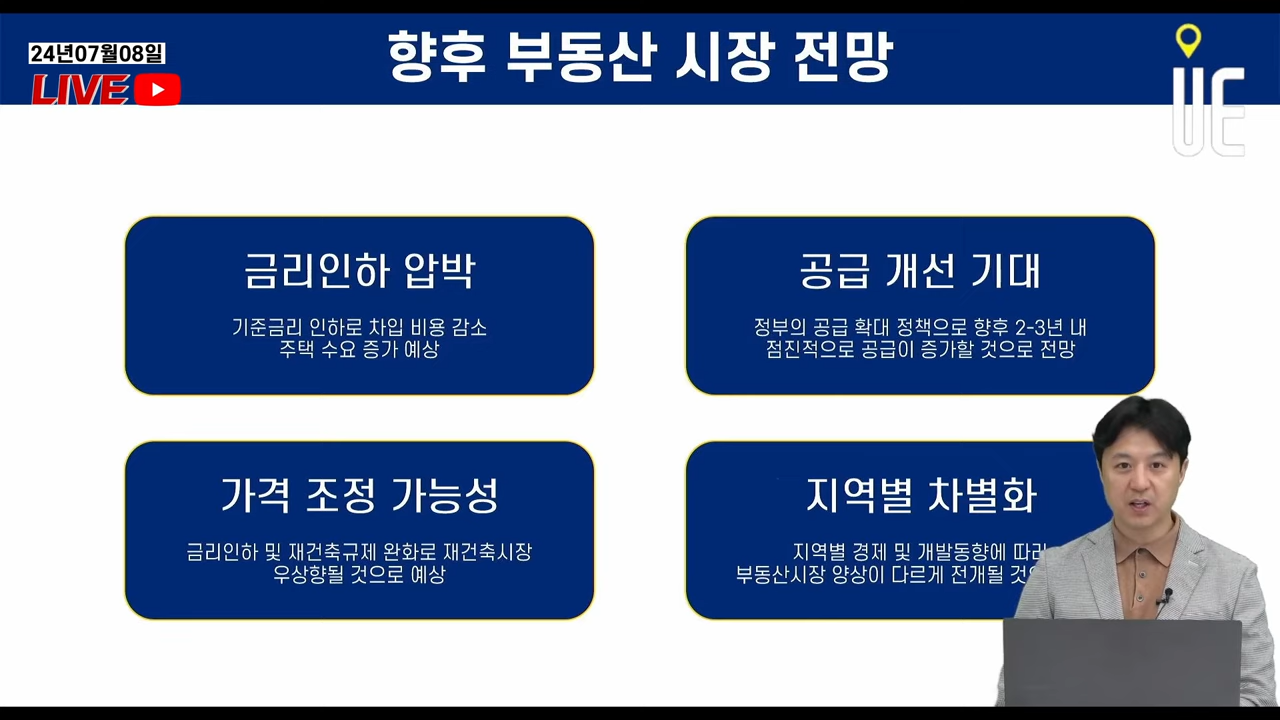 24년07월08일
LIVE
향후 부동산 시장 전망
UE
금리인하 압박
기준금리 인하로 차입 비용 감소
주택 수요 증가 예상
공급 개선 기대
정부의 공급 확대 정책으로 향후 2-3년 내
점진적으로 공급이 증가할 것으로 전망
가격 조정 가능성
금리인하 및 재건축규제 완화로 재건축시장
우상향될 것으로 예상
지역별 차별화
지역별 경제 및 개발동향에 따라
부동산시장 양상이 다르게 전개될